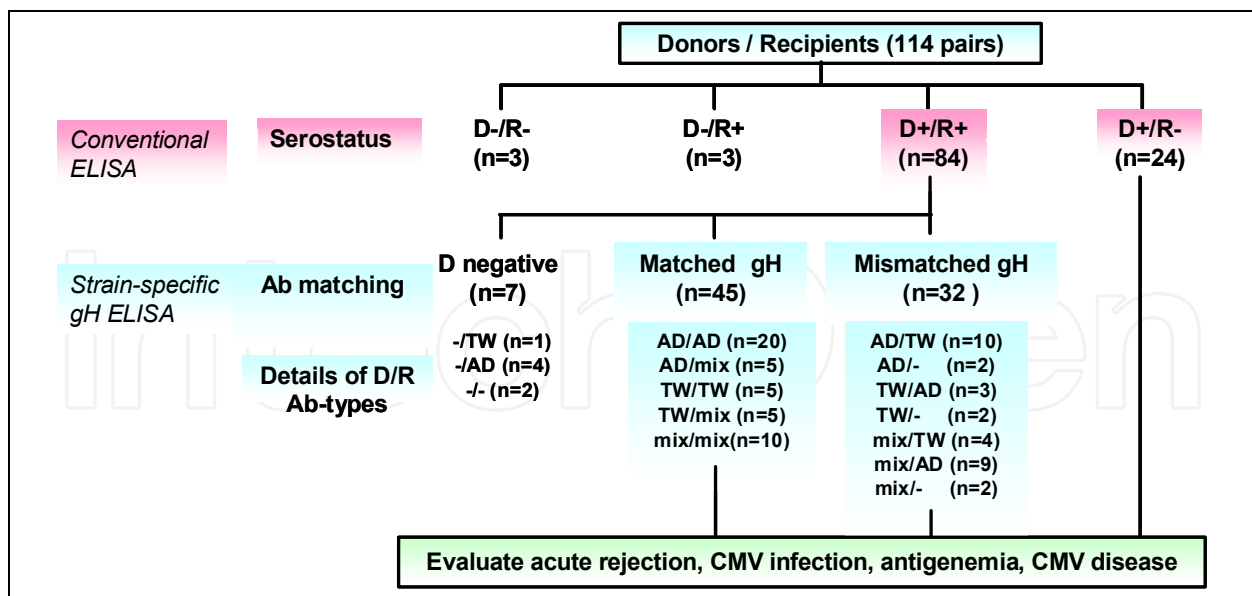 Donors / Recipients (114 pairs)
Conventional ELISA
Serostatus
D-/R-
(n=3)
D-/R+
(n=3)
D+/R+
(n=84)
D+/R-
(n=24)
Strain-specific gH ELISA
Ab matching
D negative
(n=7)
Matched gH
(n=45)
Mismatched gH
(n=32 )
Details of D/R
Ab-types
-/TW (n=1)
-/AD (n=4)
-/- (n=2)
AD/AD (n=20)
AD/mix (n=5)
TW/TW (n=5)
TW/mix (n=5)
mix/mix(n=10)
AD/TW (n=10)
AD/- (n=2)
TW/AD (n=3)
TW/- (n=2)
mix/TW (n=4)
mix/AD (n=9)
mix/- (n=2)
Evaluate acute rejection, CMV infection, antigenemia, CMV disease